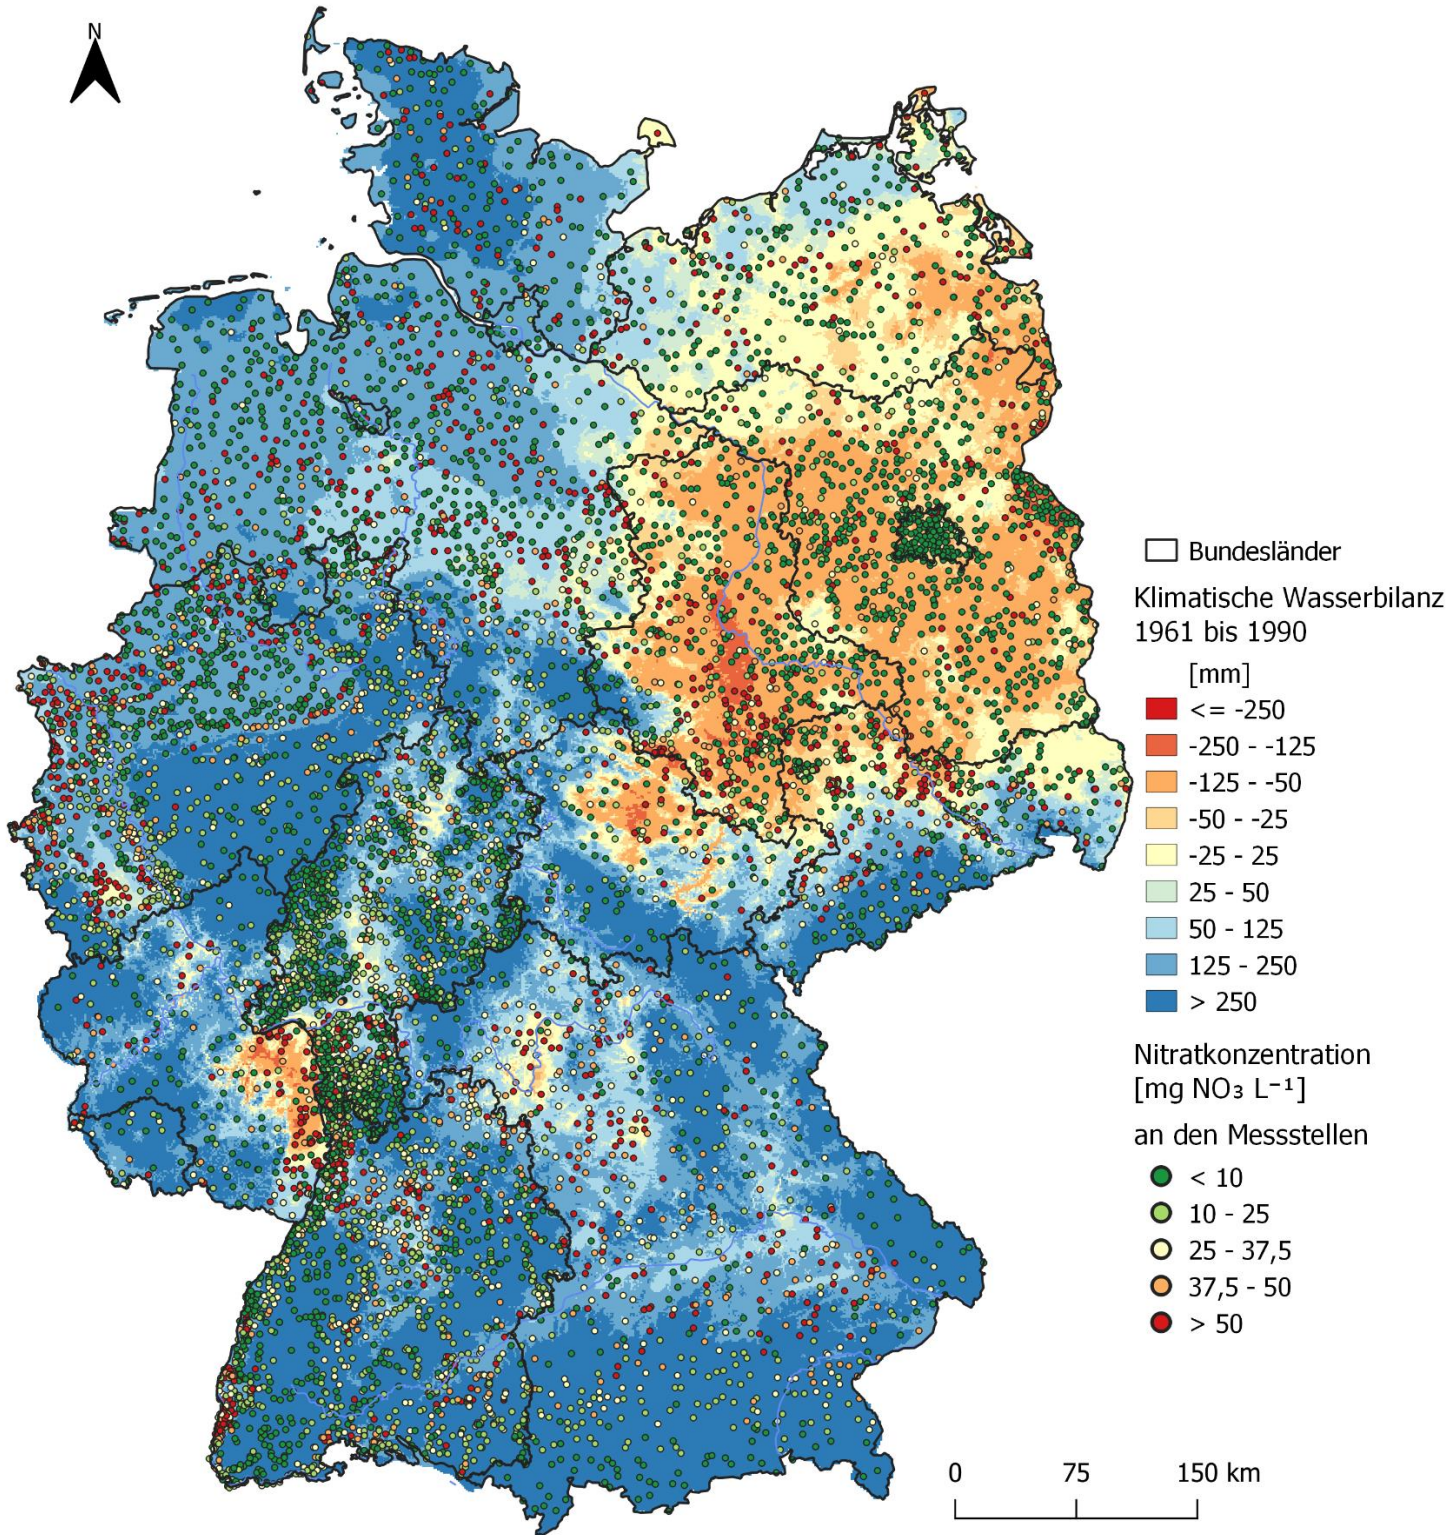 N
Bundesländer
Klimatische Wasserbilanz
1961 bis 1990
[mm]
<= -250
-250 - -125
-125 - -50
-50 - -25
-25 - 25
25 - 50
50 - 125
125 - 250
> 250
Nitratkonzentration
[mg NO₃ L⁻¹]
an den Messstellen
< 10
10 - 25
25 - 37,5
37,5 - 50
> 50
0 75 150 km